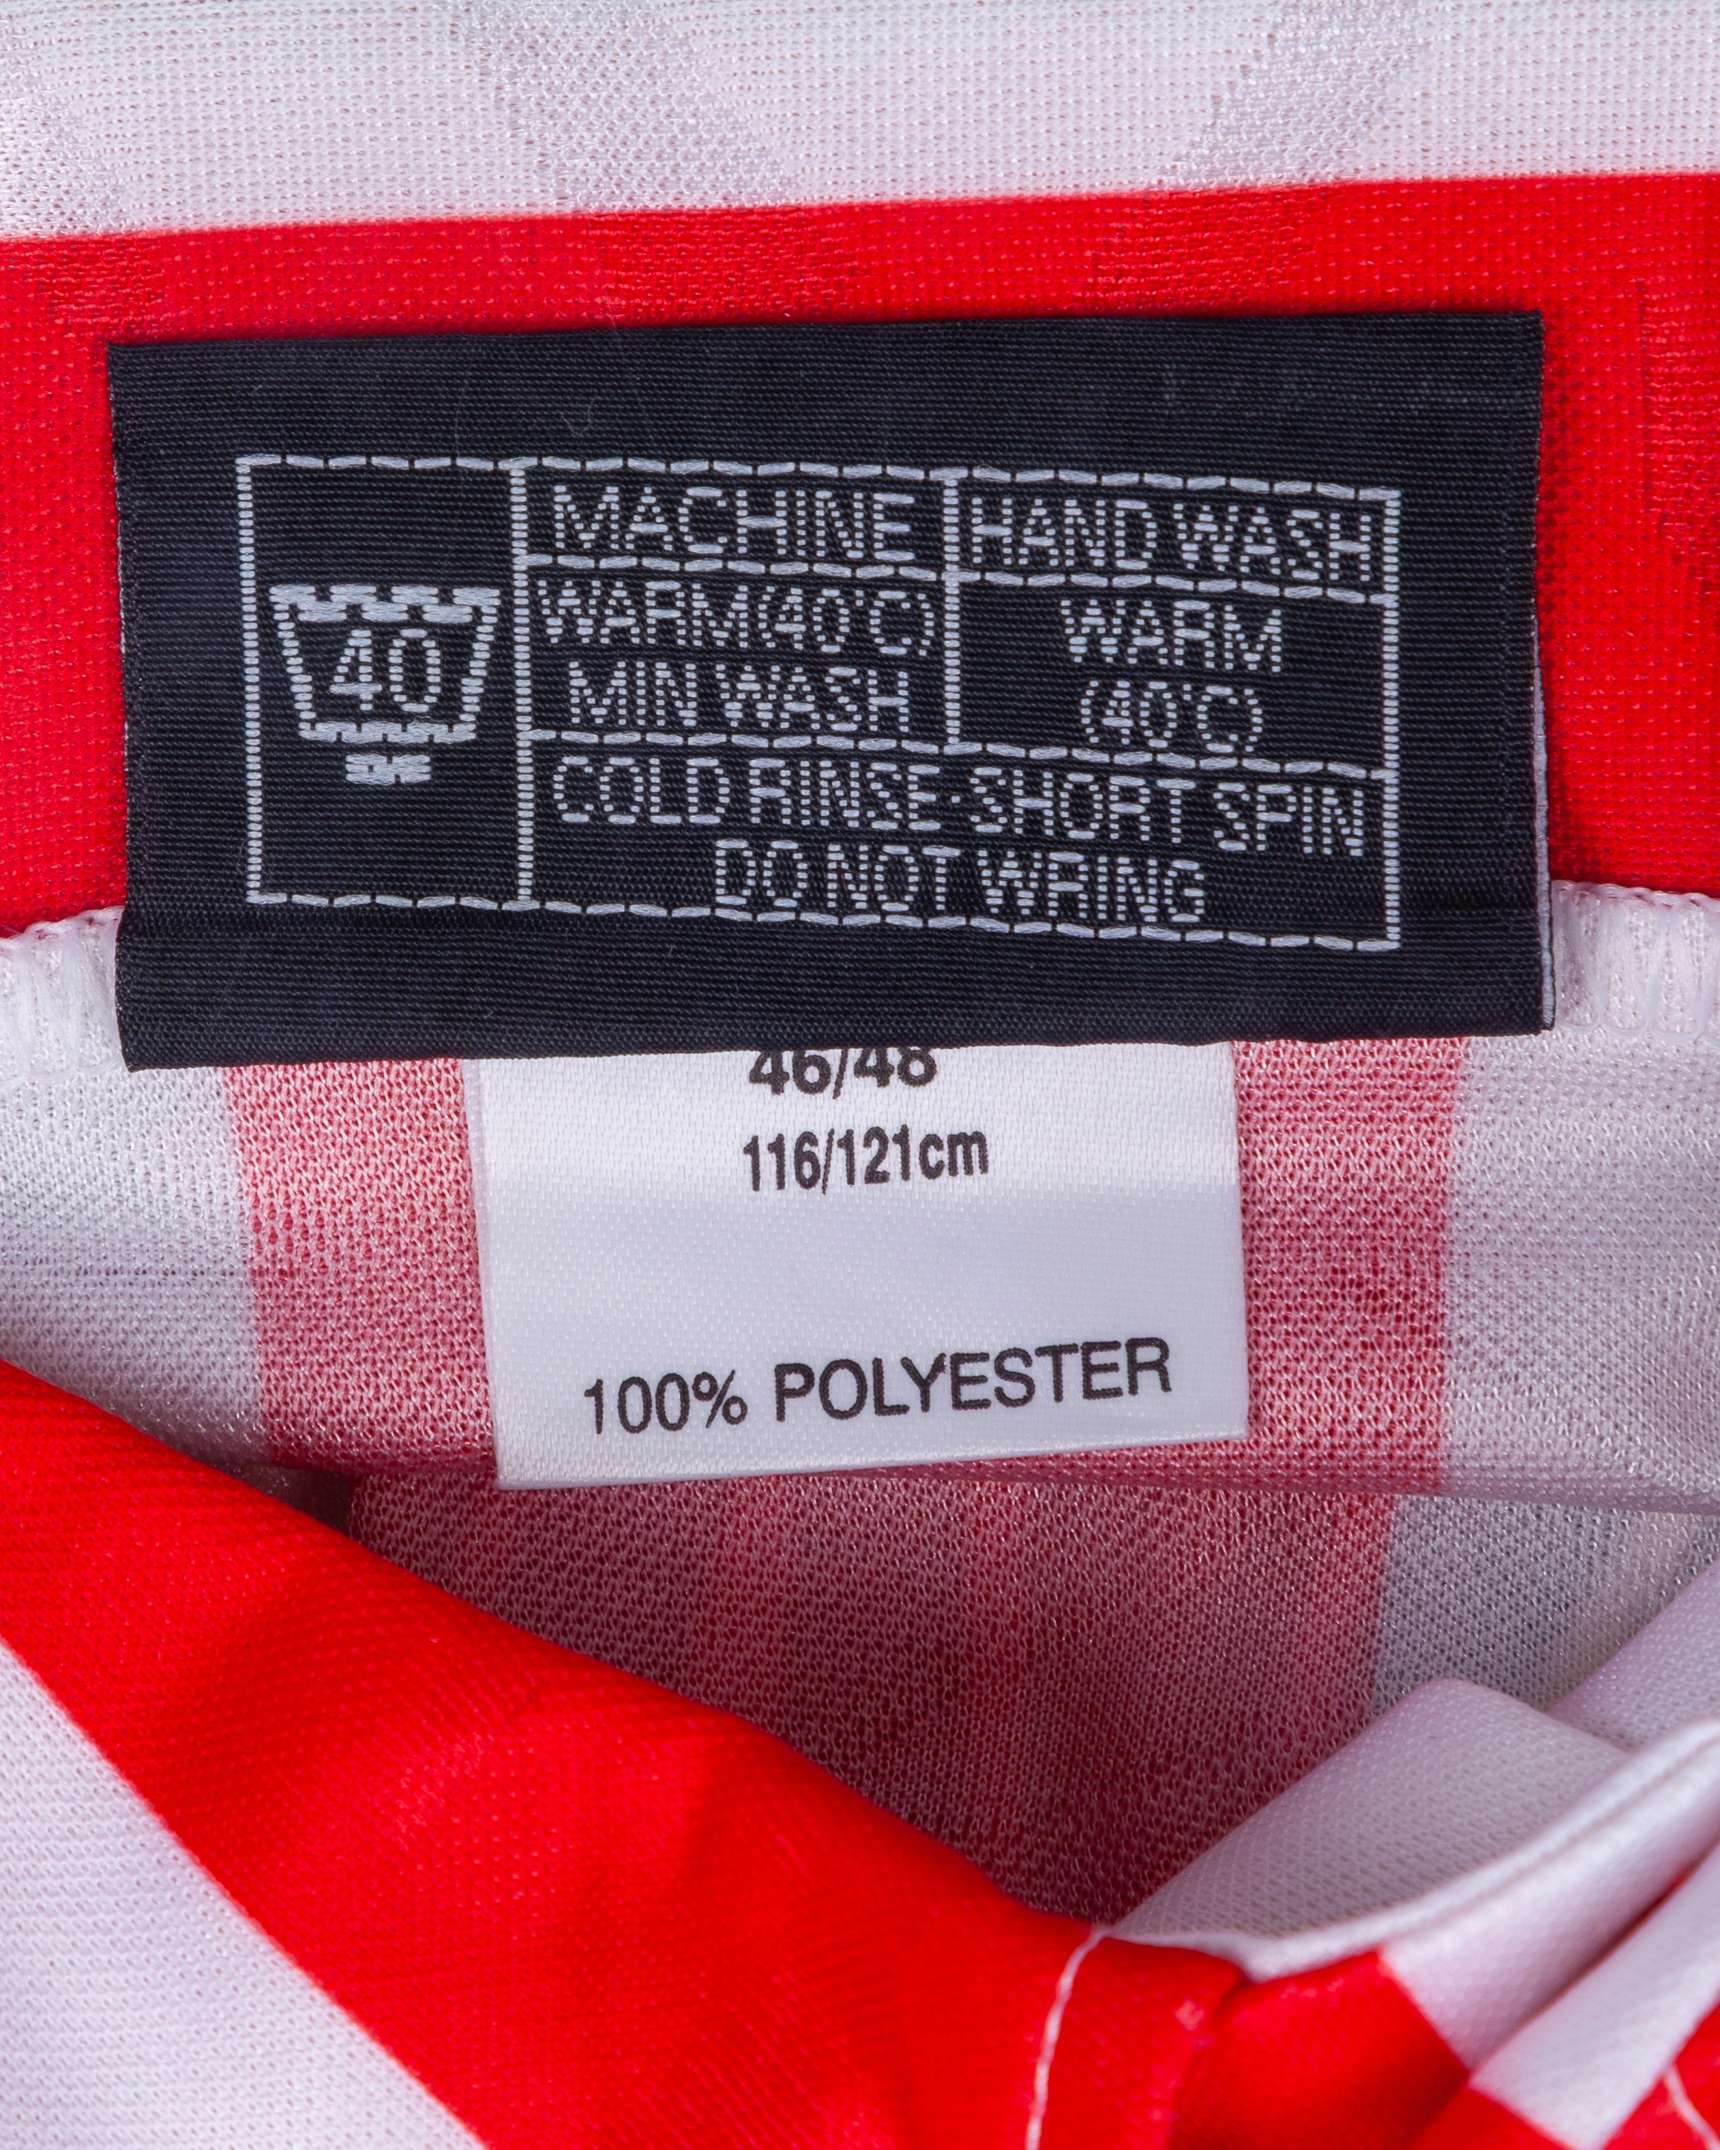 MACHINE
HAND WASH
40
WARM(40°C)
MIN WASH
WARM
(40°C)
COLD RINSE·SHORT SPIN
DO NOT WRING
46/48
116/121cm
100% POLYESTER